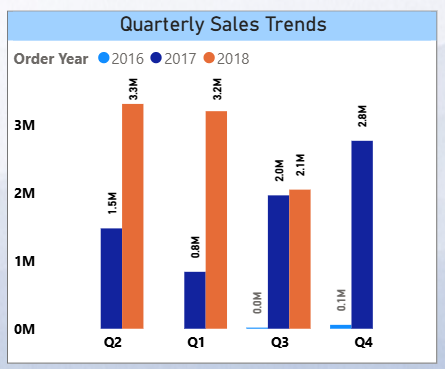 Quarterly Sales Trends
Order Year 2016 2017 2018
3M
2M
1M
0M
1.5M
3.3M
0.8M
3.2M
0.0M
2.0M
2.1M
0.1M
2.8M
Q2 Q1 Q3 Q4